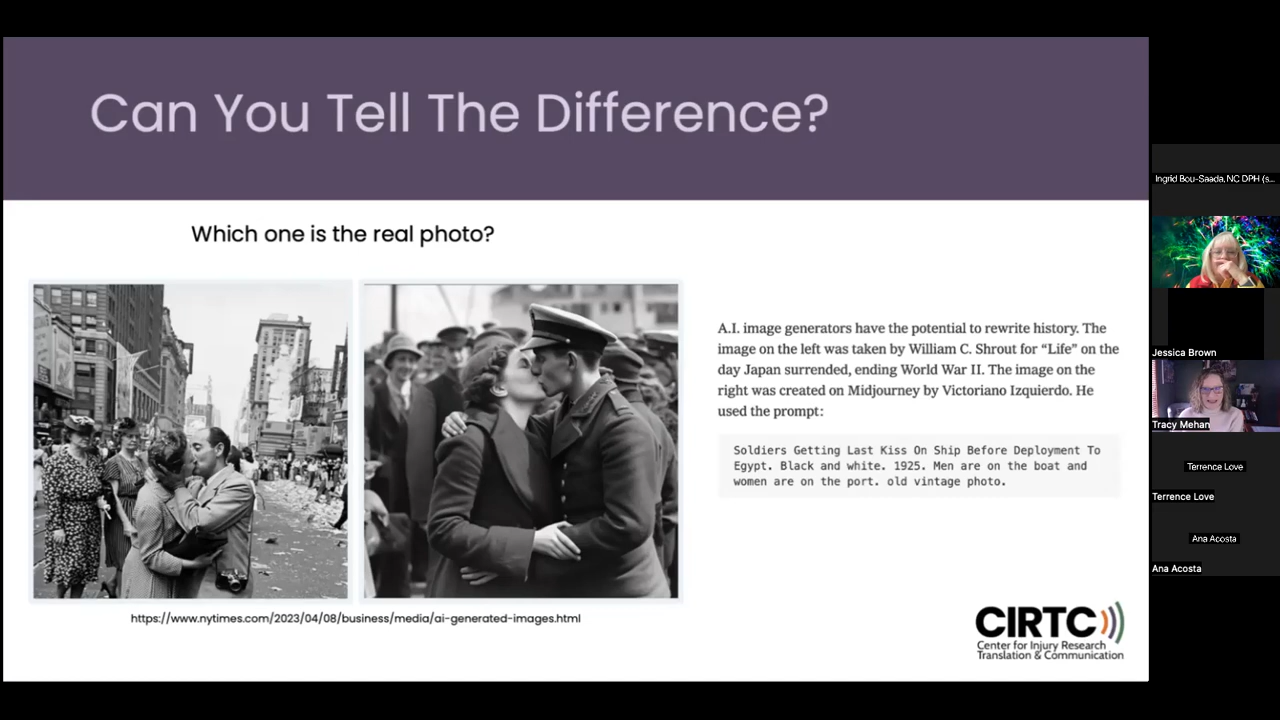 Can You Tell The Difference?
Which one is the real photo?
A.I. image generators have the potential to rewrite history. The
image on the left was taken by William C. Shrout for “Life” on the
day Japan surrended, ending World War II. The image on the
right was created on Midjourney by Victoriano Izquierdo. He
used the prompt:
Soldiers Getting Last Kiss On Ship Before Deployment To
Egypt. Black and white. 1925. Men are on the boat and
women are on the port. old vintage photo.
https://www.nytimes.com/2023/04/08/business/media/ai-generated-images.html
CIRTC
Center for Injury Research
Translation & Communication
Ingrid Bou-Saada, NC DPH (s...
Jessica Brown
Tracy Mehan
Terrence Love
Terrence Love
Ana Acosta
Ana Acosta